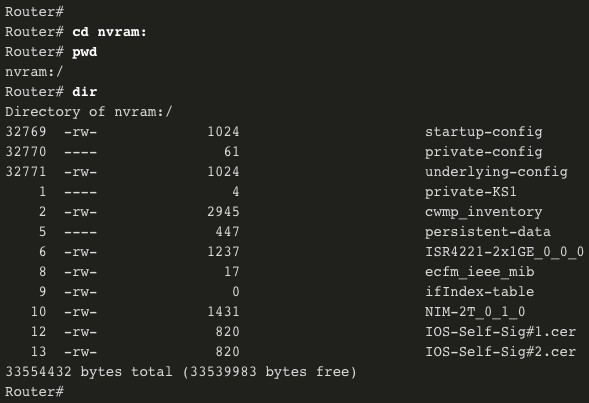 Router#
Router# cd nvram:
Router# pwd
nvram:/
Router# dir
Directory of nvram:/
32769  -rw-             1024                      startup-config
32770  ----               61                      private-config
32771  -rw-             1024                      underlying-config
    1  ----                4                      private-KS1
    2  -rw-             2945                      cwmp_inventory
    5  ----              447                      persistent-data
    6  -rw-             1237                      ISR4221-2x1GE_0_0_0
    8  -rw-               17                      ecfm_ieee_mib
    9  -rw-                0                      ifIndex-table
   10  -rw-             1431                      NIM-2T_0_1_0
   12  -rw-              820                      IOS-Self-Sig#1.cer
   13  -rw-              820                      IOS-Self-Sig#2.cer
33554432 bytes total (33539983 bytes free)
Router#